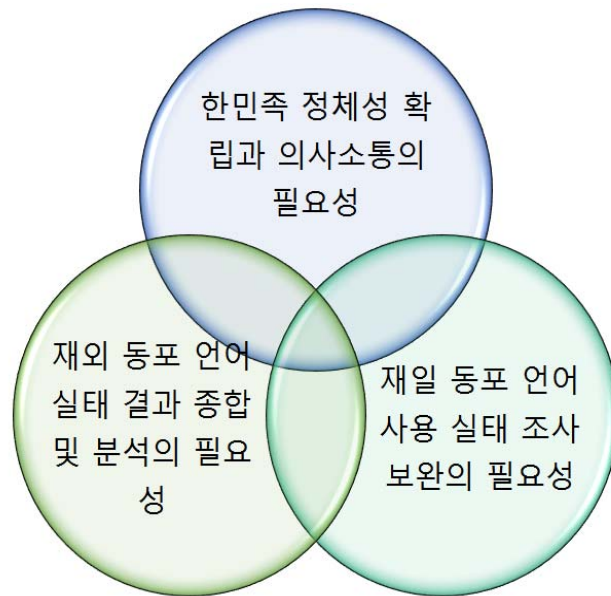 한민족 정체성 확
립과 의사소통의
필요성
재외 동포 언어
실태 결과 종합
및 분석의 필요
성
재일 동포 언어
사용 실태 조사
보완의 필요성